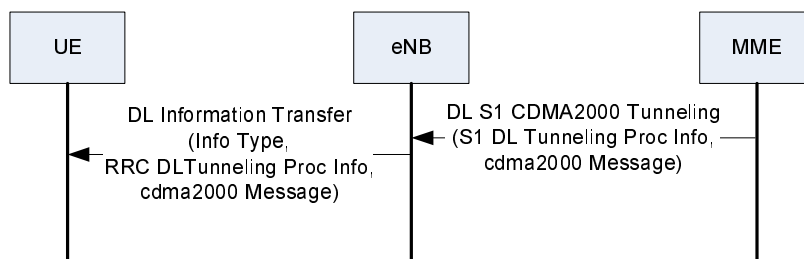 UE
eNB
MME
DL Information Transfer
(Info Type,
RRC DLTunneling Proc Info,
cdma2000 Message)
DL S1 CDMA2000 Tunneling
(S1 DL Tunneling Proc Info,
cdma2000 Message)